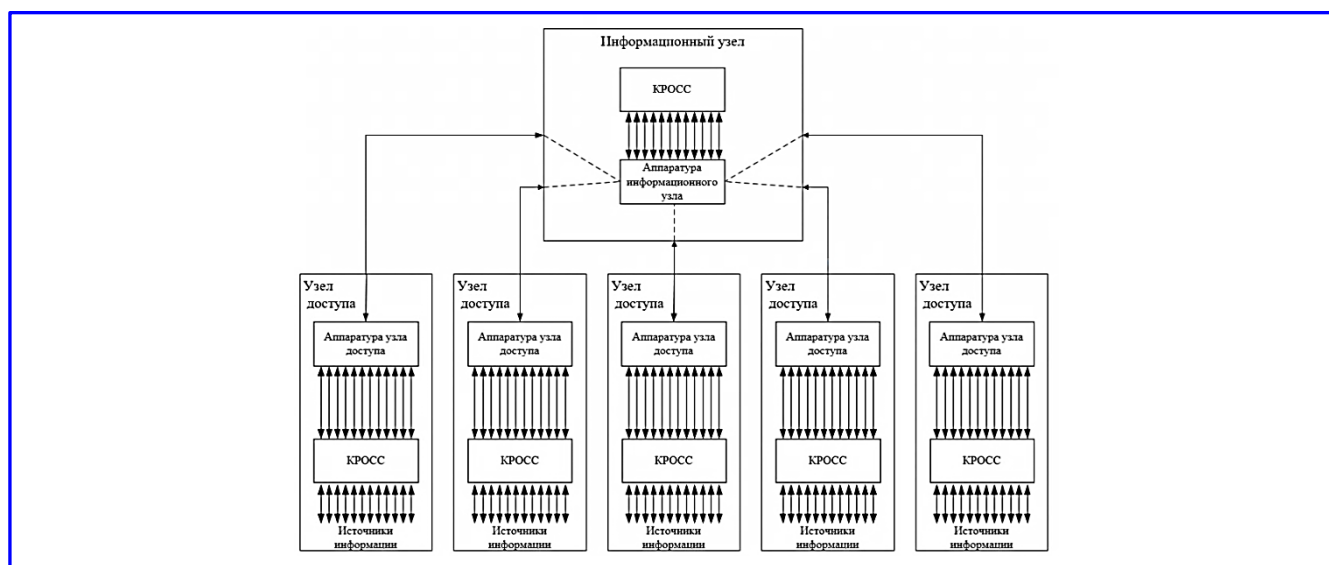 Информационный узел
КРОСС
Аппаратура
информационного
узла
Узел
доступа
Аппаратура узла
доступа
КРОСС
Источники
информации
Узел
доступа
Аппаратура узла
доступа
КРОСС
Источники
информации
Узел
доступа
Аппаратура узла
доступа
КРОСС
Источники
информации
Узел
доступа
Аппаратура узла
доступа
КРОСС
Источники
информации
Узел
доступа
Аппаратура узла
доступа
КРОСС
Источники
информации